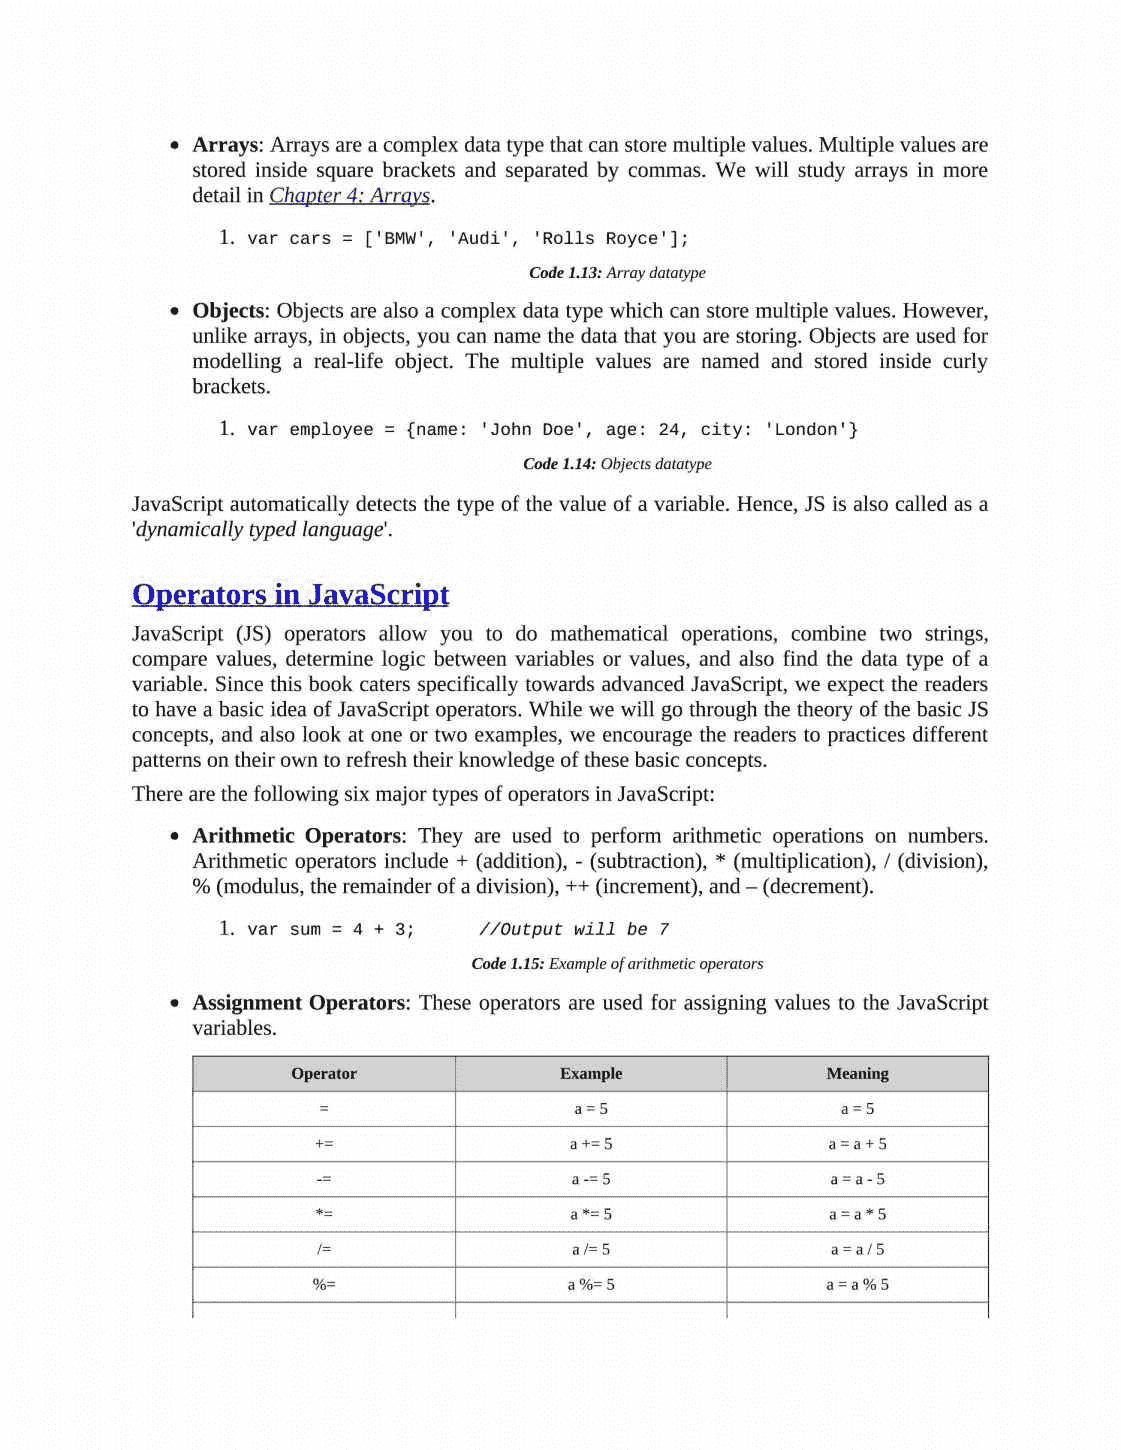 • Arrays: Arrays are a complex data type that can store multiple values. Multiple values are
stored inside square brackets and separated by commas. We will study arrays in more
detail in Chapter 4: Arrays.
1. var cars = ['BMW', 'Audi', 'Rolls Royce'];
Code 1.13: Array datatype
• Objects: Objects are also a complex data type which can store multiple values. However,
unlike arrays, in objects, you can name the data that you are storing. Objects are used for
modelling a real-life object. The multiple values are named and stored inside curly
brackets.
1. var employee = {name: 'John Doe', age: 24, city: 'London'}
Code 1.14: Objects datatype
JavaScript automatically detects the type of the value of a variable. Hence, JS is also called as a
'dynamically typed language'.
Operators in JavaScript
JavaScript (JS) operators allow you to do mathematical operations, combine two strings,
compare values, determine logic between variables or values, and also find the data type of a
variable. Since this book caters specifically towards advanced JavaScript, we expect the readers
to have a basic idea of JavaScript operators. While we will go through the theory of the basic JS
concepts, and also look at one or two examples, we encourage the readers to practices different
patterns on their own to refresh their knowledge of these basic concepts.
There are the following six major types of operators in JavaScript:
• Arithmetic Operators: They are used to perform arithmetic operations on numbers.
Arithmetic operators include + (addition), - (subtraction), * (multiplication), / (division),
% (modulus, the remainder of a division), ++ (increment), and – (decrement).
1. var sum = 4 + 3; //Output will be 7
Code 1.15: Example of arithmetic operators
• Assignment Operators: These operators are used for assigning values to the JavaScript
variables.
Operator Example Meaning
= a = 5 a = 5
+= a += 5 a = a + 5
-= a -= 5 a = a - 5
*= a *= 5 a = a * 5
/= a /= 5 a = a / 5
%= a %= 5 a = a % 5